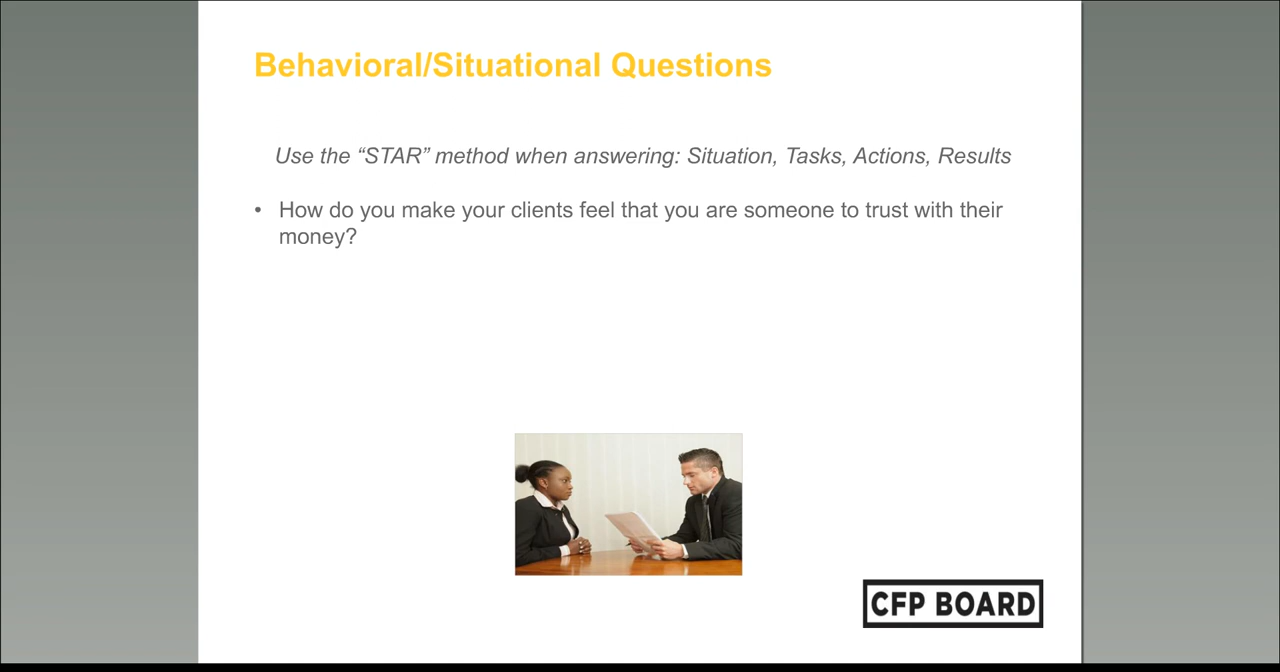 Behavioral/Situational Questions
Use the “STAR” method when answering: Situation, Tasks, Actions, Results
• How do you make your clients feel that you are someone to trust with their
money?
CFP BOARD